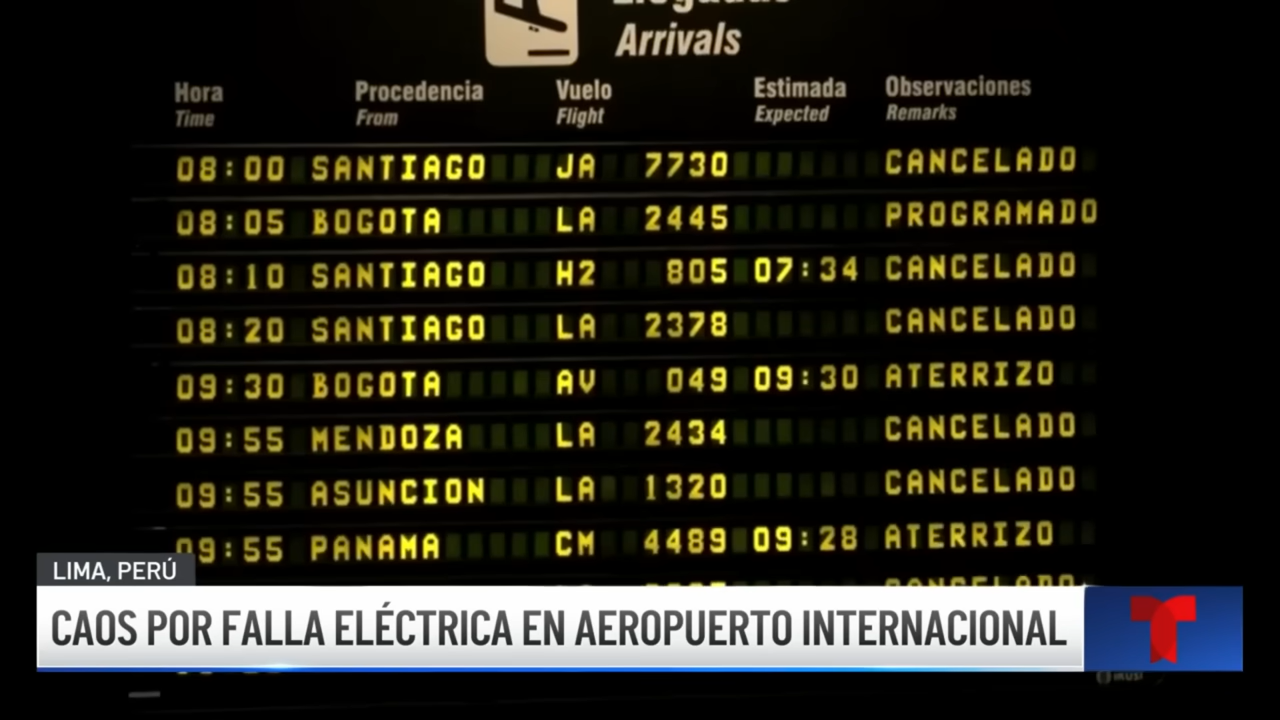 Llegadas
Arrivals
Hora Procedencia Vuelo Estimada Observaciones
Time From Flight Expected Remarks
08:00 SANTIAGO JA 7730 CANCELADO
08:05 BOGOTA LA 2445 PROGRAMADO
08:10 SANTIAGO H2 805 07:34 CANCELADO
08:20 SANTIAGO LA 2378 CANCELADO
09:30 BOGOTA AV 049 09:30 ATERRIZO
09:55 MENDOZA LA 2434 CANCELADO
09:55 ASUNCION LA 1320 CANCELADO
09:55 PANAMA CM 4489 09:28 ATERRIZO
CANCELADO
LIMA, PERÚ
CAOS POR FALLA ELÉCTRICA EN AEROPUERTO INTERNACIONAL